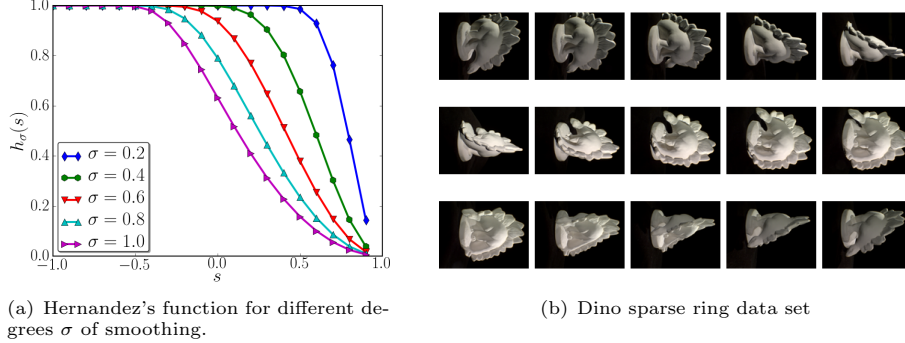 1.0
0.8
0.6
0.4
0.2
0.0
hσ(s)
σ = 0.2
σ = 0.4
σ = 0.6
σ = 0.8
σ = 1.0
−1.0 −0.5 0.0 0.5 1.0
s
(a) Hernandez's function for different de-
grees σ of smoothing.
(b) Dino sparse ring data set